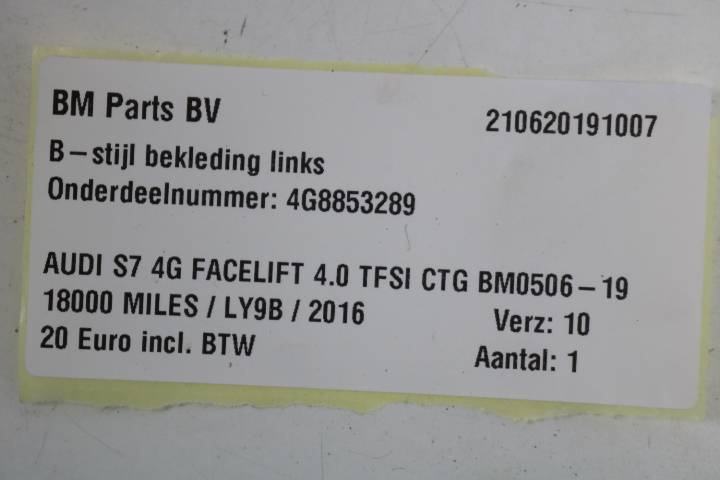 BM Parts BV 210620191007
B-stijl bekleding links
Onderdeelnummer: 4G8853289
AUDI S7 4G FACELIFT 4.0 TFSI CTG BM0506-19
18000 MILES / LY9B / 2016 Verz: 10
20 Euro incl. BTW Aantal: 1